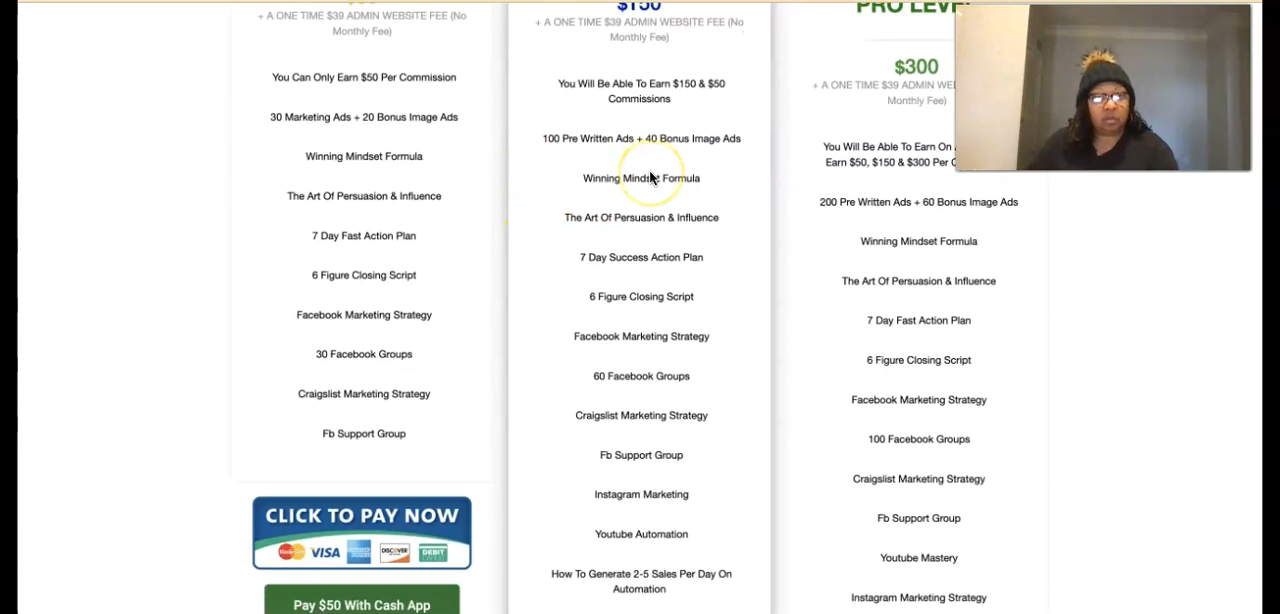 + A ONE TIME $39 ADMIN WEBSITE FEE (No
Monthly Fee)
You Can Only Earn $50 Per Commission
30 Marketing Ads + 20 Bonus Image Ads
Winning Mindset Formula
The Art Of Persuasion & Influence
7 Day Fast Action Plan
6 Figure Closing Script
Facebook Marketing Strategy
30 Facebook Groups
Craigslist Marketing Strategy
Fb Support Group
CLICK TO PAY NOW
MasterCard VISA AMERICAN EXPRESS DISCOVER DEBIT
Pay $50 With Cash App
$150
+ A ONE TIME $39 ADMIN WEBSITE FEE (No
Monthly Fee)
You Will Be Able To Earn $150 & $50
Commissions
100 Pre Written Ads + 40 Bonus Image Ads
Winning Mindset Formula
The Art Of Persuasion & Influence
7 Day Success Action Plan
6 Figure Closing Script
Facebook Marketing Strategy
60 Facebook Groups
Craigslist Marketing Strategy
Fb Support Group
Instagram Marketing
Youtube Automation
How To Generate 2-5 Sales Per Day On
Automation
PRO LEVEL
$300
+ A ONE TIME $39 ADMIN
Monthly Fee)
You Will Be Able To Earn On
Earn $50, $150 & $300 Per
200 Pre Written Ads + 60 Bonus Image Ads
Winning Mindset Formula
The Art Of Persuasion & Influence
7 Day Fast Action Plan
6 Figure Closing Script
Facebook Marketing Strategy
100 Facebook Groups
Craigslist Marketing Strategy
Fb Support Group
Youtube Mastery
Instagram Marketing Strategy